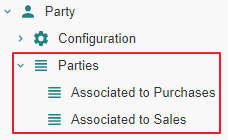 Party
Configuration
Parties
Associated to Purchases
Associated to Sales